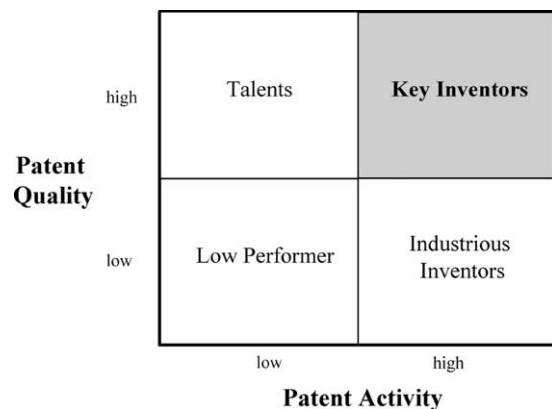 high
Talents
Key Inventors
Patent
Quality
low
Low Performer
Industrious
Inventors
low
high
Patent Activity